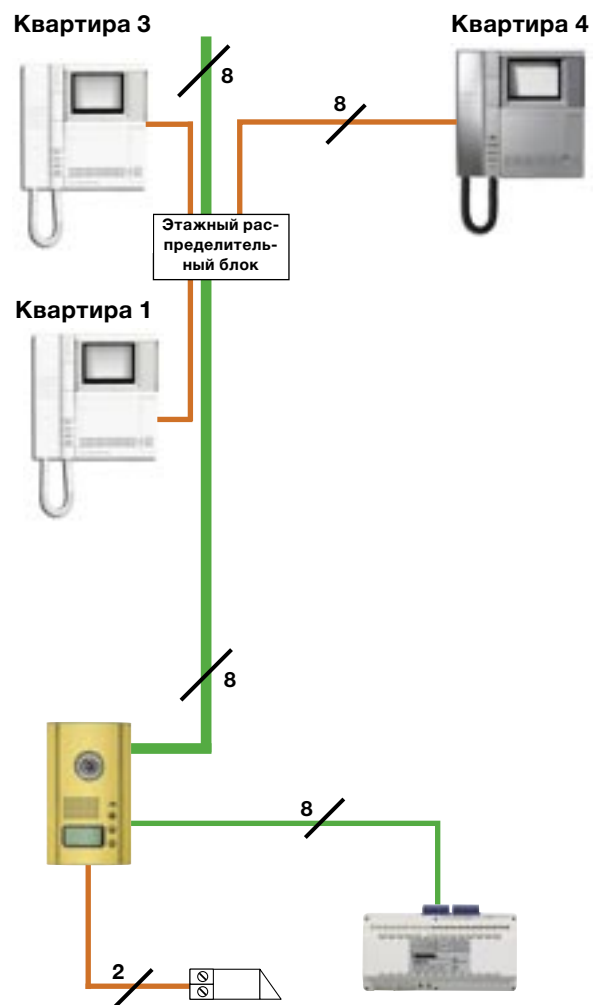 Квартира 3
Квартира 4
8
8
Этажный рас-
пределитель-
ный блок
Квартира 1
8
8
2